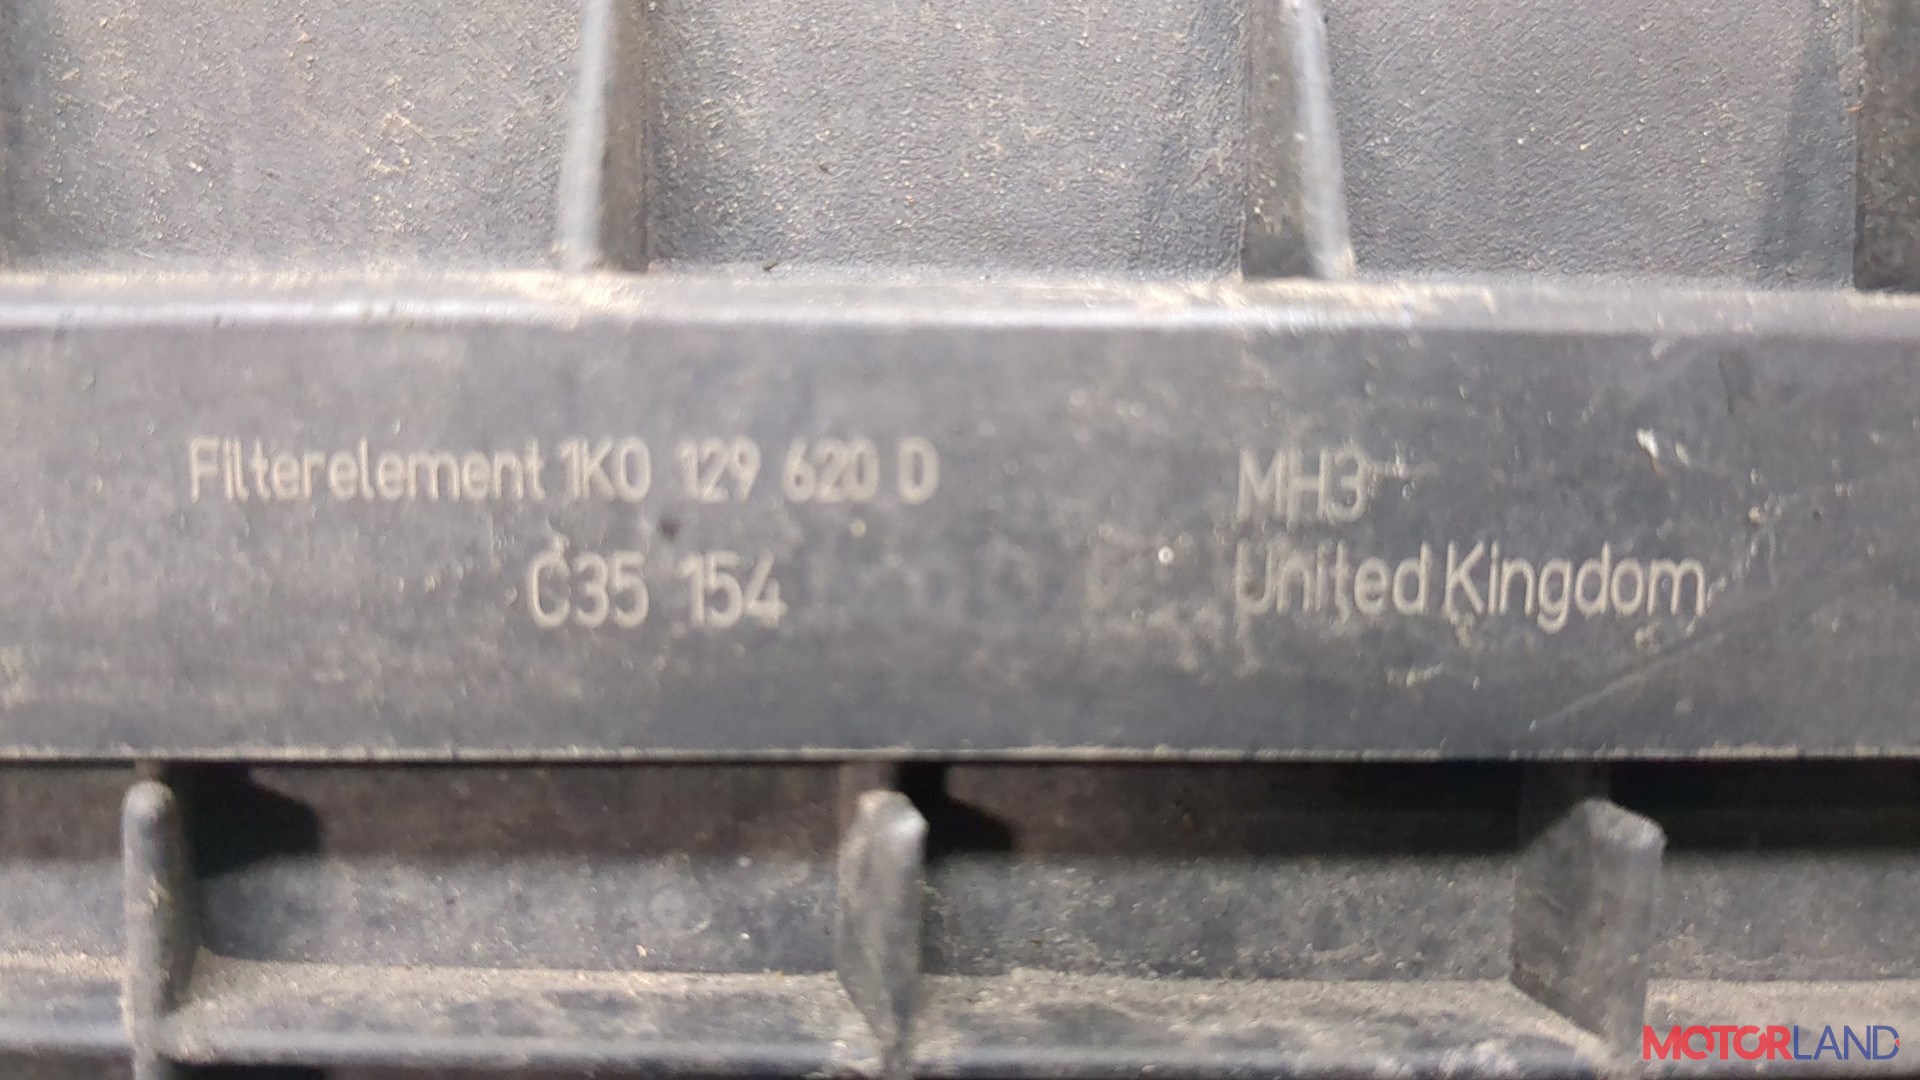 Filterelement 1K0 129 620 D
C35 154
MH3
United Kingdom
MOTORLAND